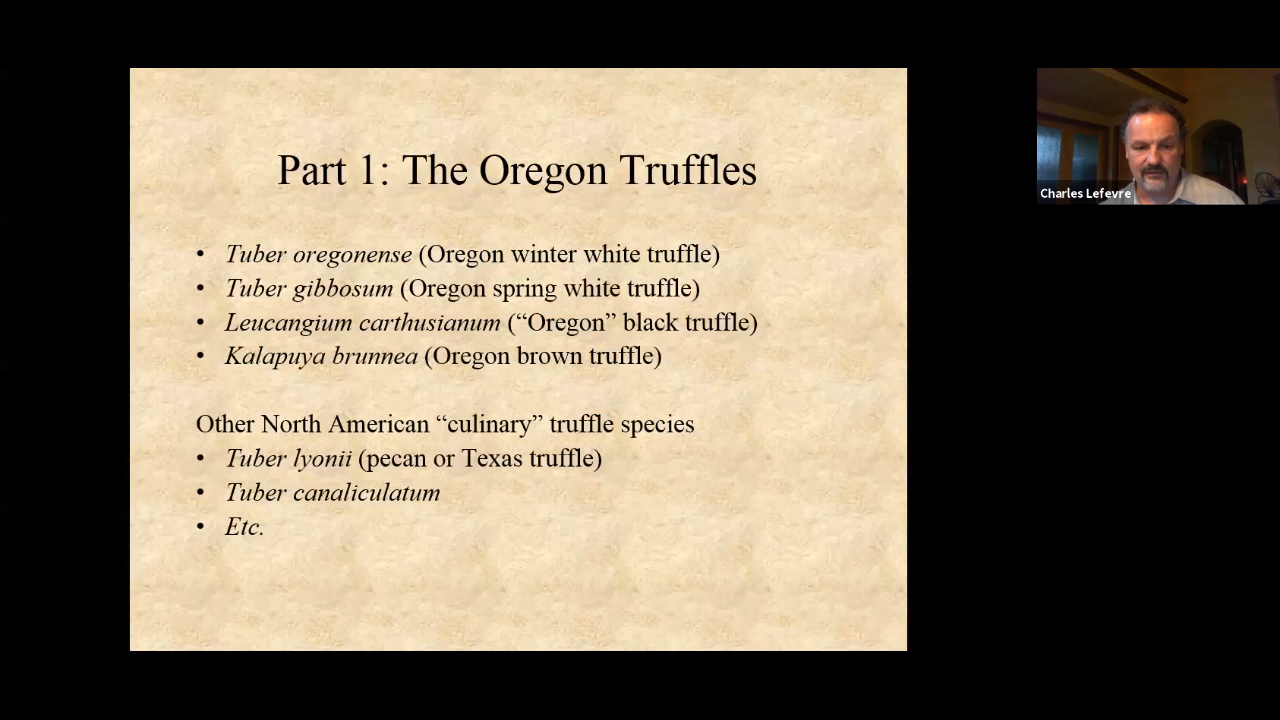 Part 1: The Oregon Truffles
• Tuber oregonense (Oregon winter white truffle)
• Tuber gibbosum (Oregon spring white truffle)
• Leucangium carthusianum (“Oregon” black truffle)
• Kalapuya brunnea (Oregon brown truffle)
Other North American “culinary” truffle species
• Tuber lyonii (pecan or Texas truffle)
• Tuber canaliculatum
• Etc.
Charles Lefevre